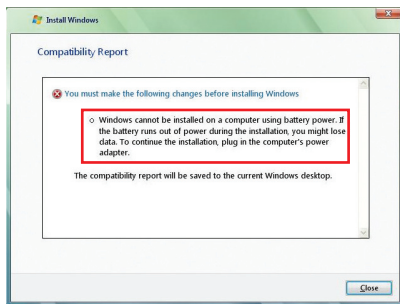 Install Windows
Compatibility Report
You must make the following changes before installing Windows
Windows cannot be installed on a computer using battery power. If
the battery runs out of power during the installation, you might lose
data. To continue the installation, plug in the computer's power
adapter.
The compatibility report will be saved to the current Windows desktop.
Close